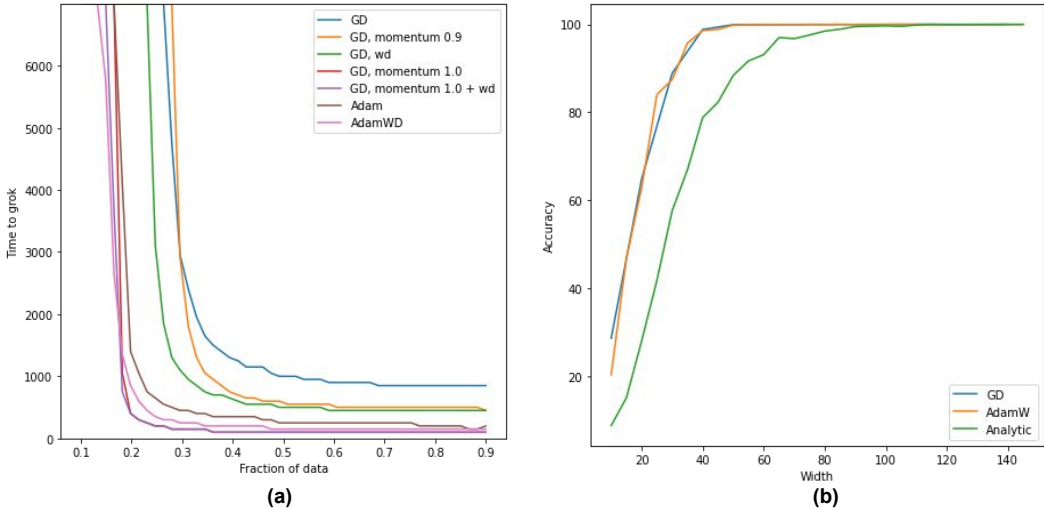 GD
GD, momentum 0.9
GD, wd
GD, momentum 1.0
GD, momentum 1.0 + wd
Adam
AdamWD
6000
5000
4000
3000
2000
1000
0
Time to grok
0.1 0.2 0.3 0.4 0.5 0.6 0.7 0.8 0.9
Fraction of data
(a)
100
80
60
40
20
Accuracy
GD
AdamW
Analytic
20 40 60 80 100 120 140
Width
(b)